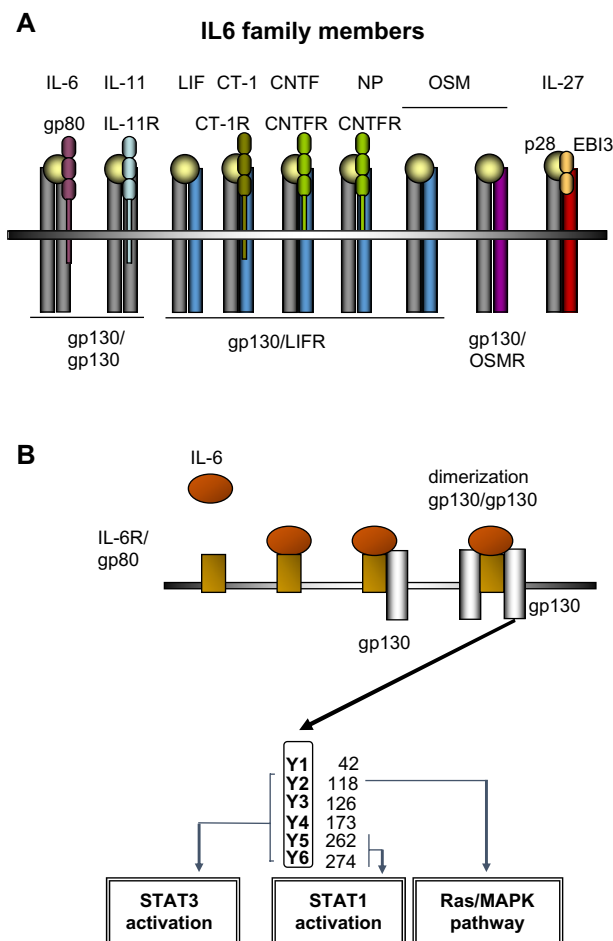 A
IL6 family members
IL-6 IL-11 LIF CT-1 CNTF NP OSM IL-27
gp80 IL-11R CT-1R CNTFR CNTFR p28 EBI3
gp130/
gp130
gp130/LIFR
gp130/
OSMR
B
IL-6
dimerization
gp130/gp130
IL-6R/
gp80
gp130
gp130
Y1 42
Y2 118
Y3 126
Y4 173
Y5 262
Y6 274
STAT3
activation
STAT1
activation
Ras/MAPK
pathway